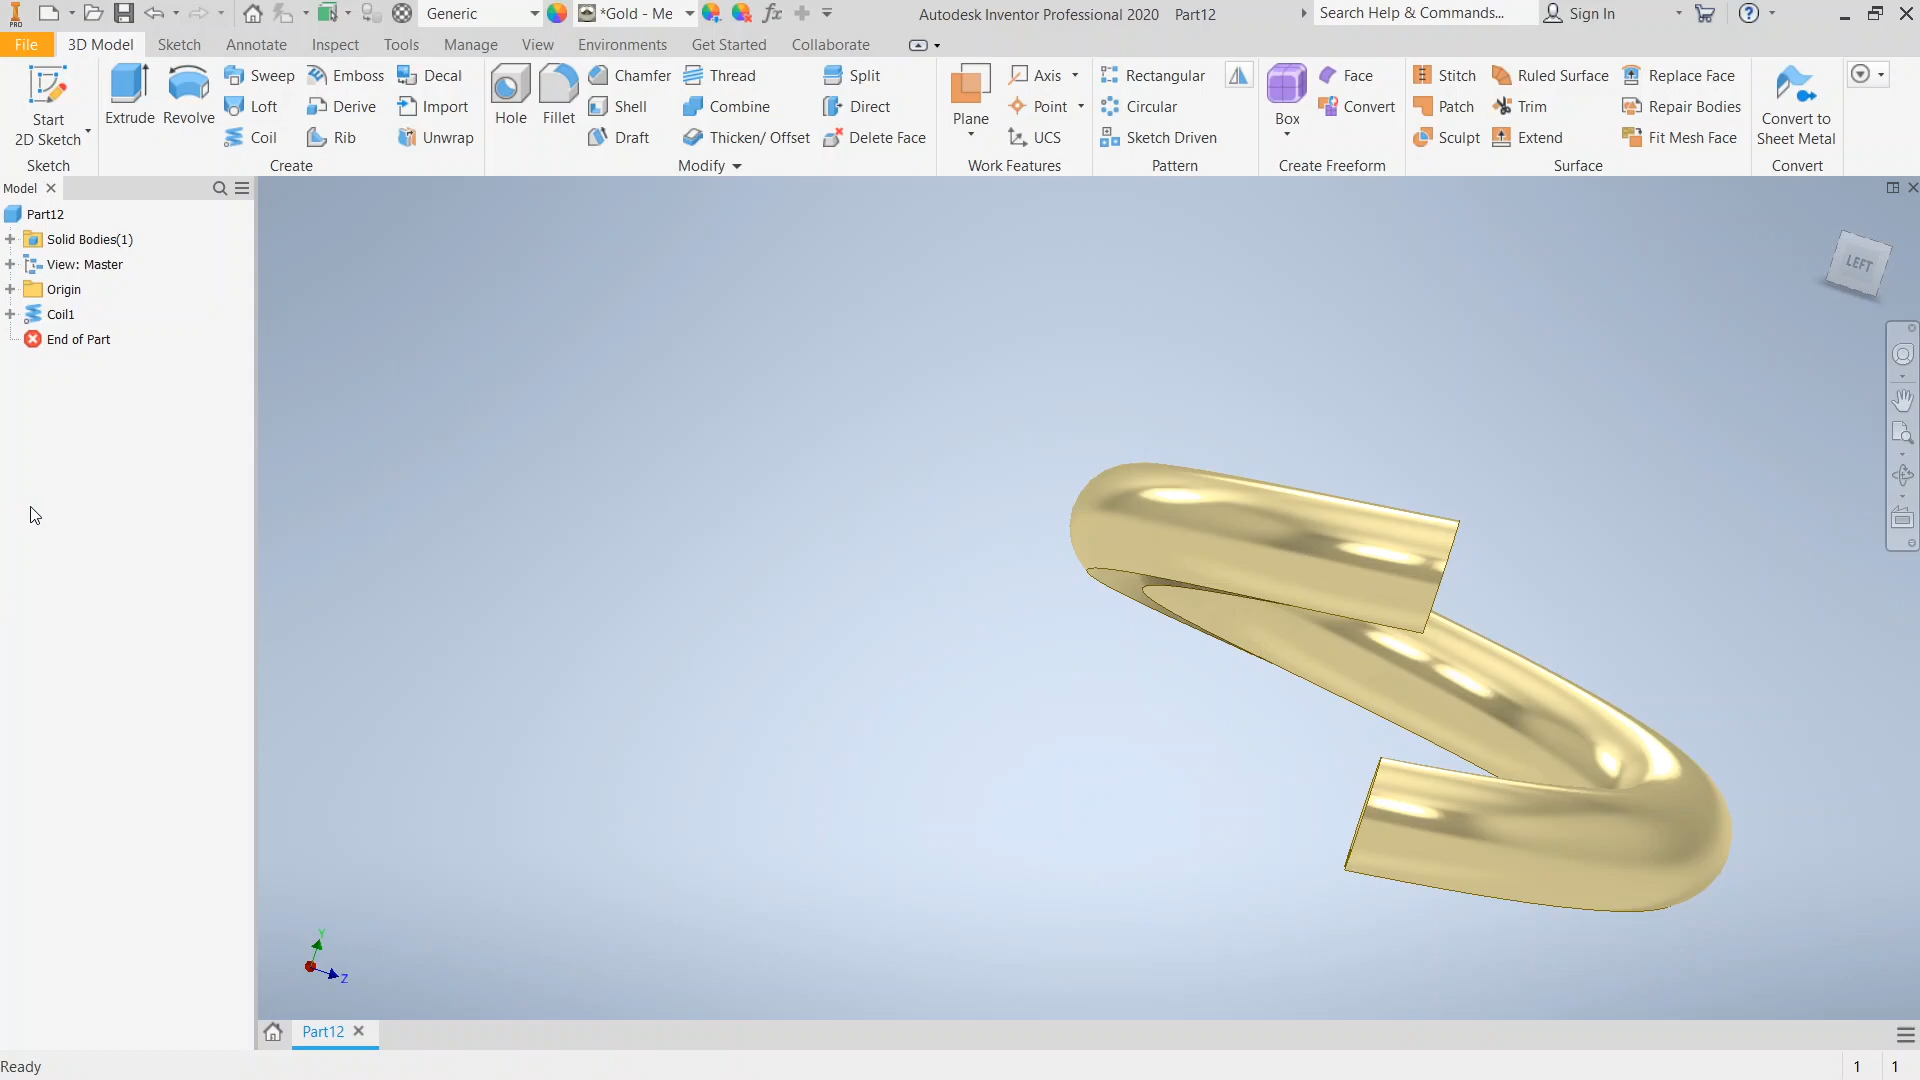 PRO Generic *Gold - Me fx Autodesk Inventor Professional 2020 Part12 Search Help & Commands... Sign In
File 3D Model Sketch Annotate Inspect Tools Manage View Environments Get Started Collaborate
Start 2D Sketch
Extrude
Revolve
Sweep Emboss Decal
Loft Derive Import
Coil Rib Unwrap
Hole
Fillet
Chamfer Thread Split
Shell Combine Direct
Draft Thicken/ Offset Delete Face
Plane
Axis
Point
UCS
Rectangular
Circular
Sketch Driven
Box
Face
Convert
Stitch Ruled Surface Replace Face
Patch Trim Repair Bodies
Sculpt Extend Fit Mesh Face
Convert to
Sheet Metal
Sketch Create Modify Work Features Pattern Create Freeform Surface Convert
Model
Part12
Solid Bodies(1)
View: Master
Origin
Coil1
End of Part
LEFT
Y
Z
Part12
Ready 1 1